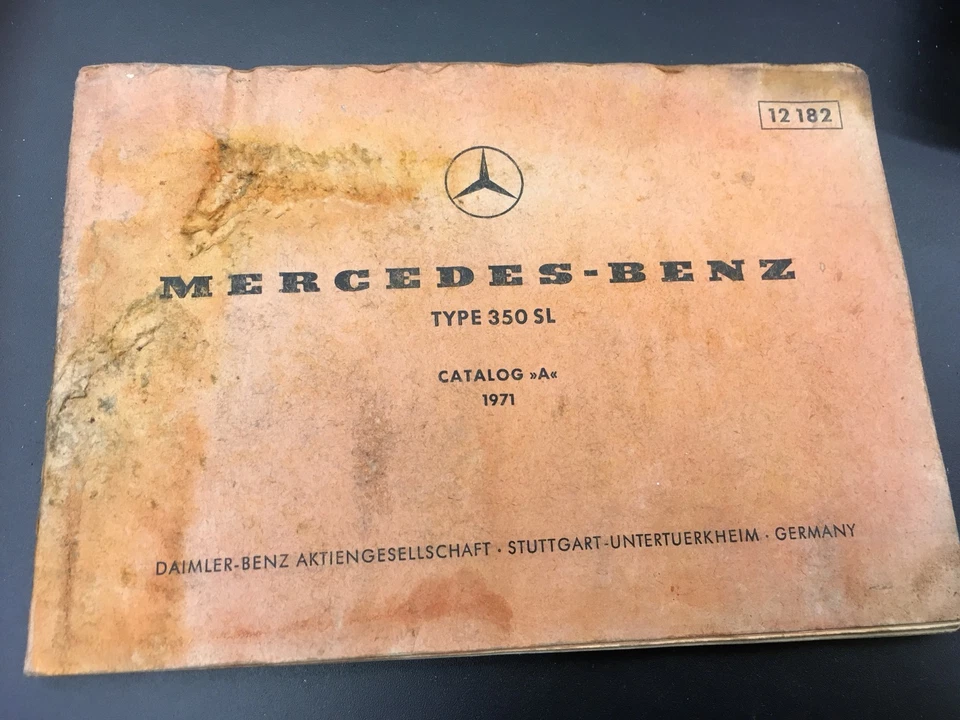 12 182
MERCEDES-BENZ
TYPE 350 SL
CATALOG »A«
1971
DAIMLER-BENZ AKTIENGESELLSCHAFT · STUTTGART-UNTERTUERKHEIM · GERMANY